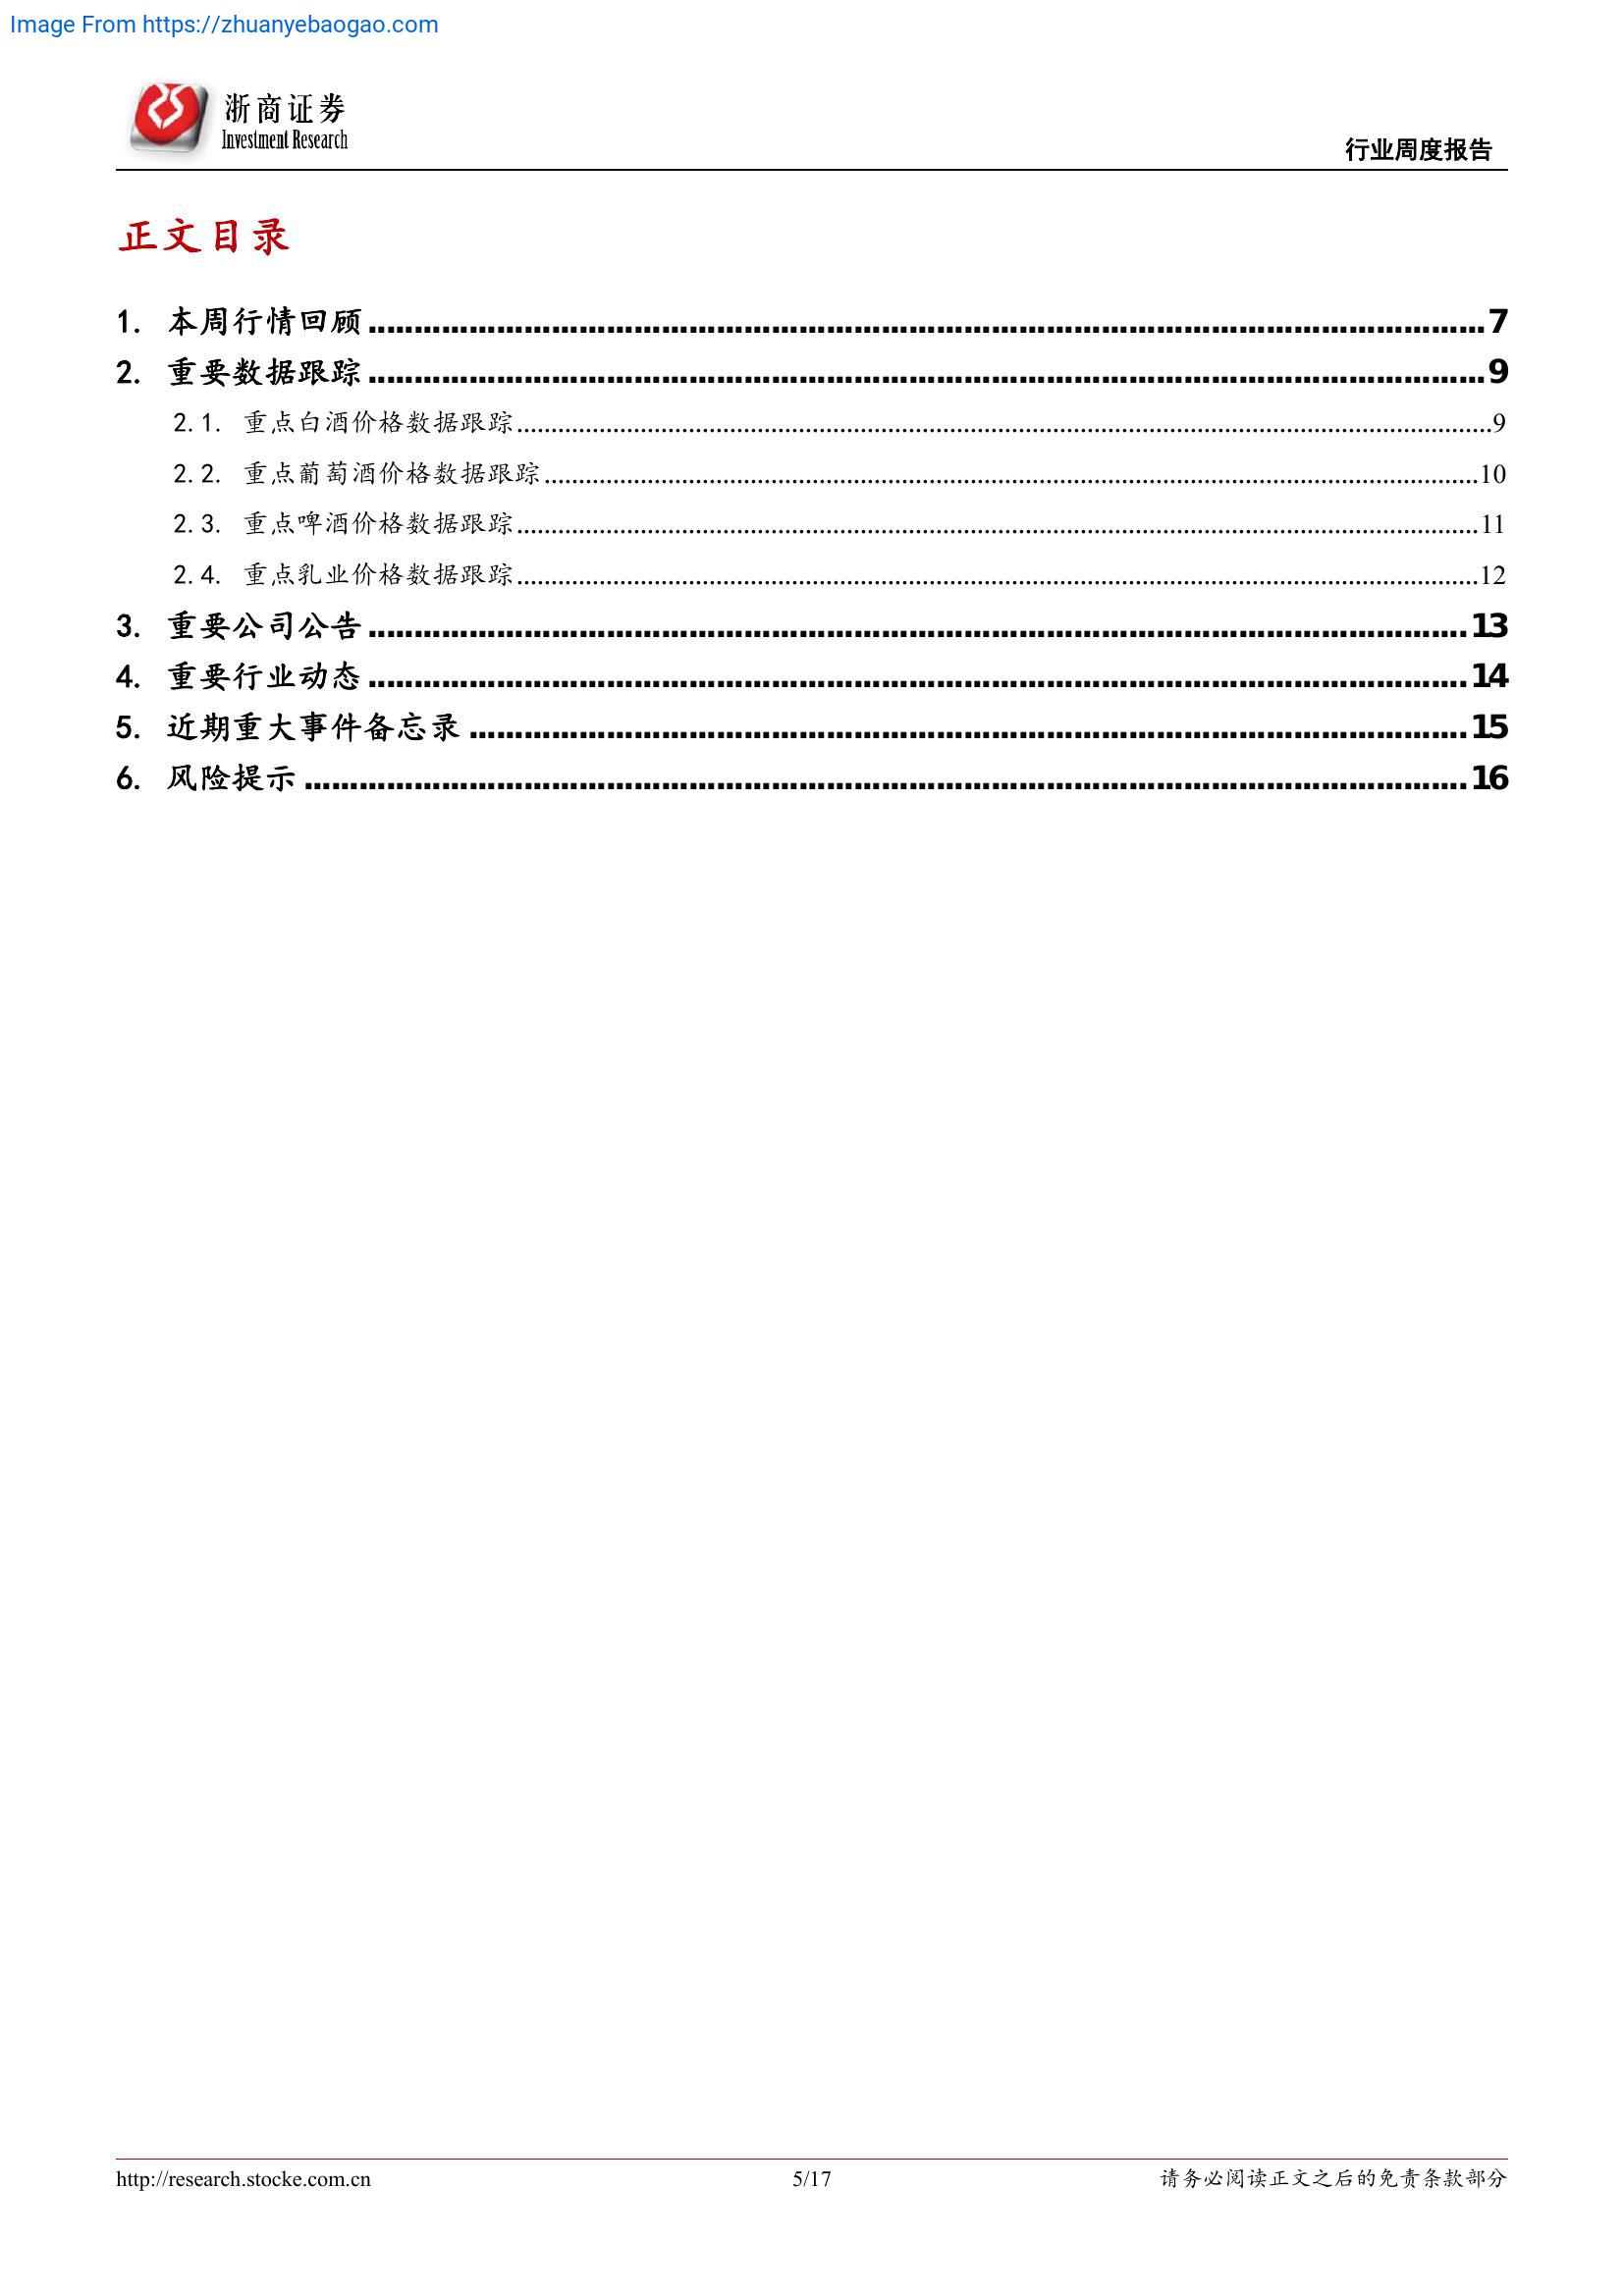 Image From https://zhuanyebaogao.com
浙商证券
Investment Research
行业周度报告
正文目录
1. 本周行情回顾 7
2. 重要数据跟踪 9
2.1. 重点白酒价格数据跟踪 9
2.2. 重点葡萄酒价格数据跟踪 10
2.3. 重点啤酒价格数据跟踪 11
2.4. 重点乳业价格数据跟踪 12
3. 重要公司公告 13
4. 重要行业动态 14
5. 近期重大事件备忘录 15
6. 风险提示 16
http://research.stocke.com.cn 5/17 请务必阅读正文之后的免责条款部分